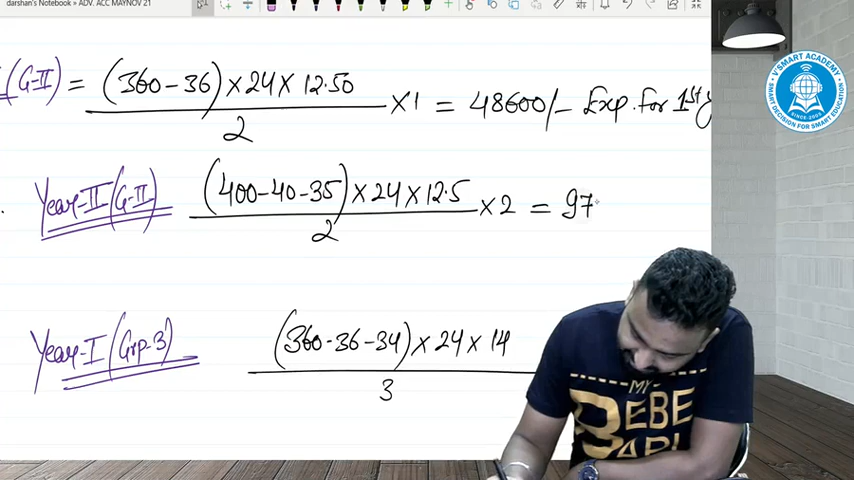 darshan's Notebook » ADV. ACC MAYNOV 21
(G-II) = (360-36) × 24 × 12.50 / 2 × 1 = 48600/- Exp. For 1st y
Year-II (G-II) (400-40-35) × 24 × 12.5 / 2 × 2 = 97
Year-I (Grp-3) (360-36-34) × 24 × 14 / 3
V'SMART ACADEMY
SINCE-2005
DECISION FOR SMART EDUCATION
MY
BEBE